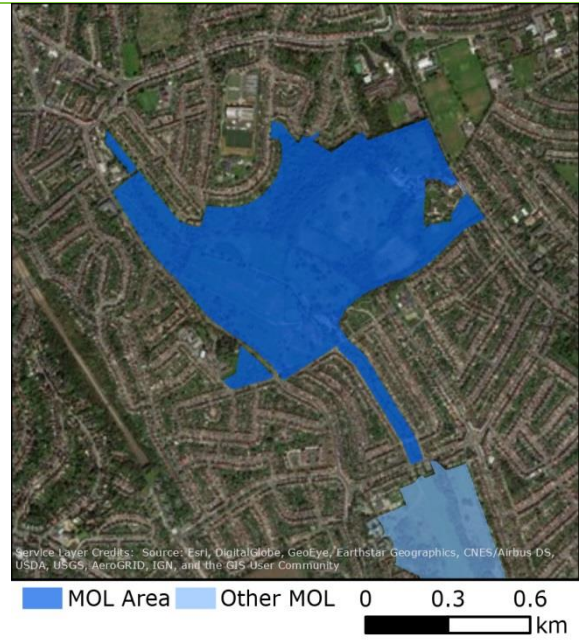 Service Layer Credits: Source: Esri, DigitalGlobe, GeoEye, Earthstar Geographics, CNES/Airbus DS,
USDA, USGS, AeroGRID, IGN, and the GIS User Community
MOL Area Other MOL 0 0.3 0.6
km